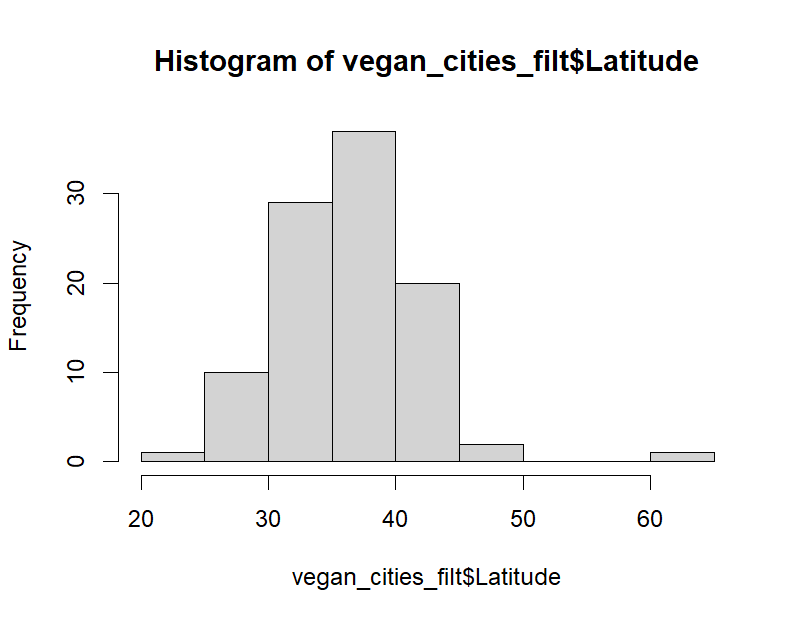 Histogram of vegan_cities_filt$Latitude
Frequency
30
20
10
0
20 30 40 50 60
vegan_cities_filt$Latitude